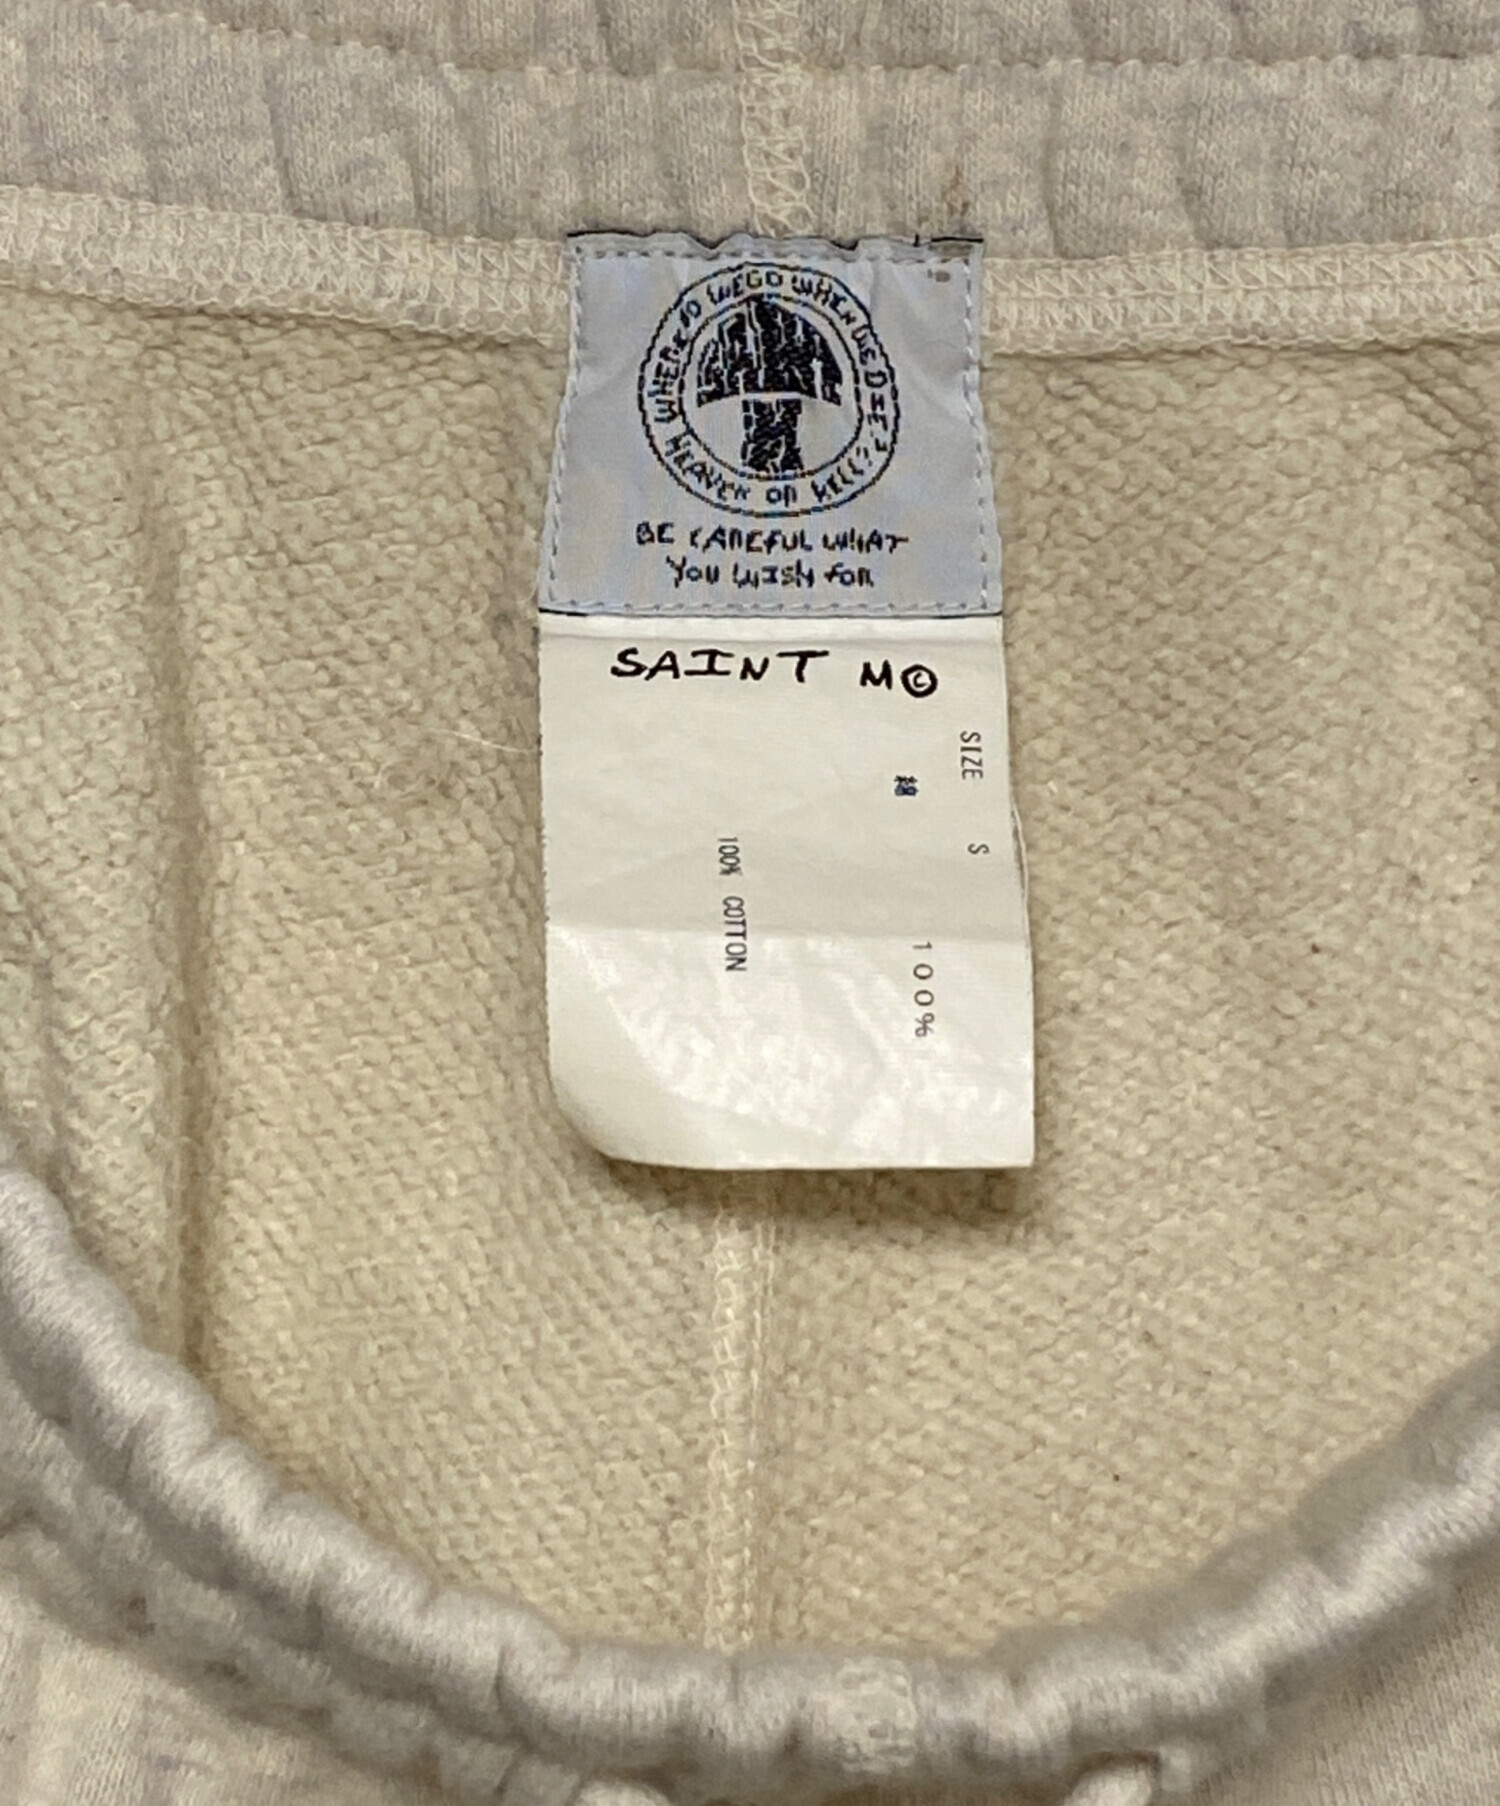 WHERE DO WE GO WHEN WE DIE?
HEAVEN OR HELL??
BE CAREFUL WHAT
YOU WISH FOR
SAINT M©
SIZE S
綿 100%
100% COTTON